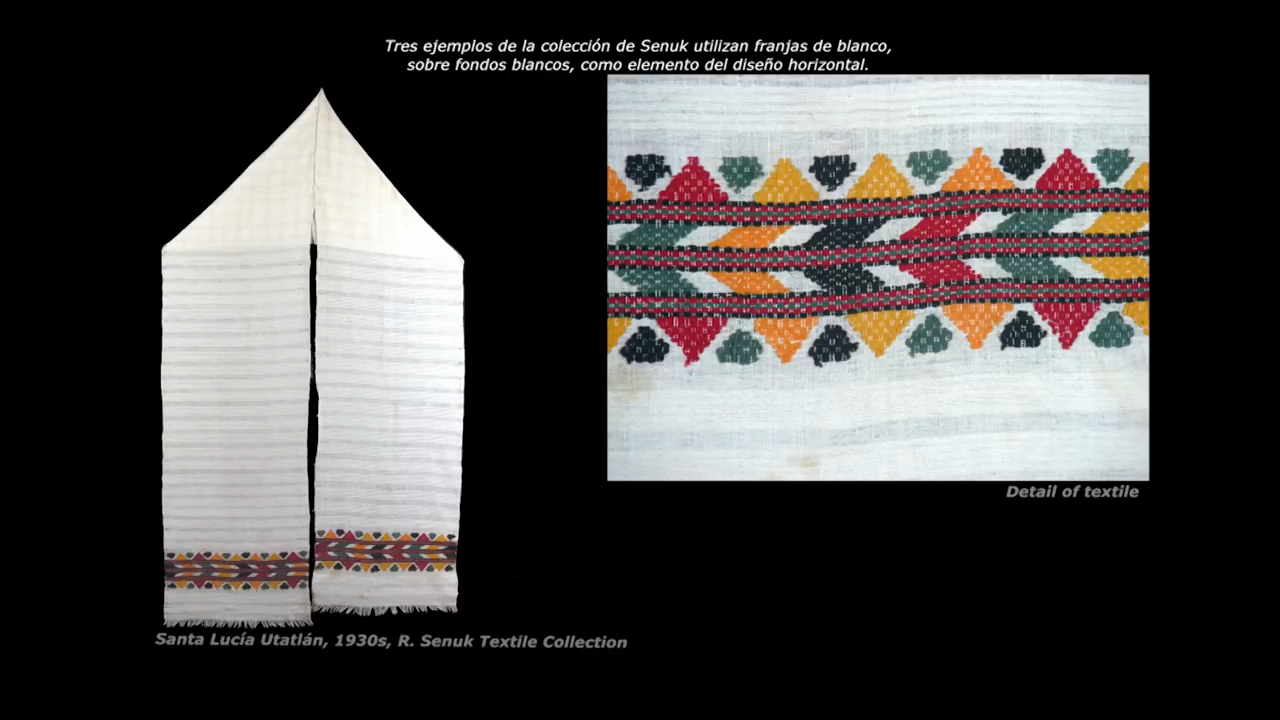 Tres ejemplos de la colección de Senuk utilizan franjas de blanco,
sobre fondos blancos, como elemento del diseño horizontal.
Detail of textile
Santa Lucía Utatlán, 1930s, R. Senuk Textile Collection